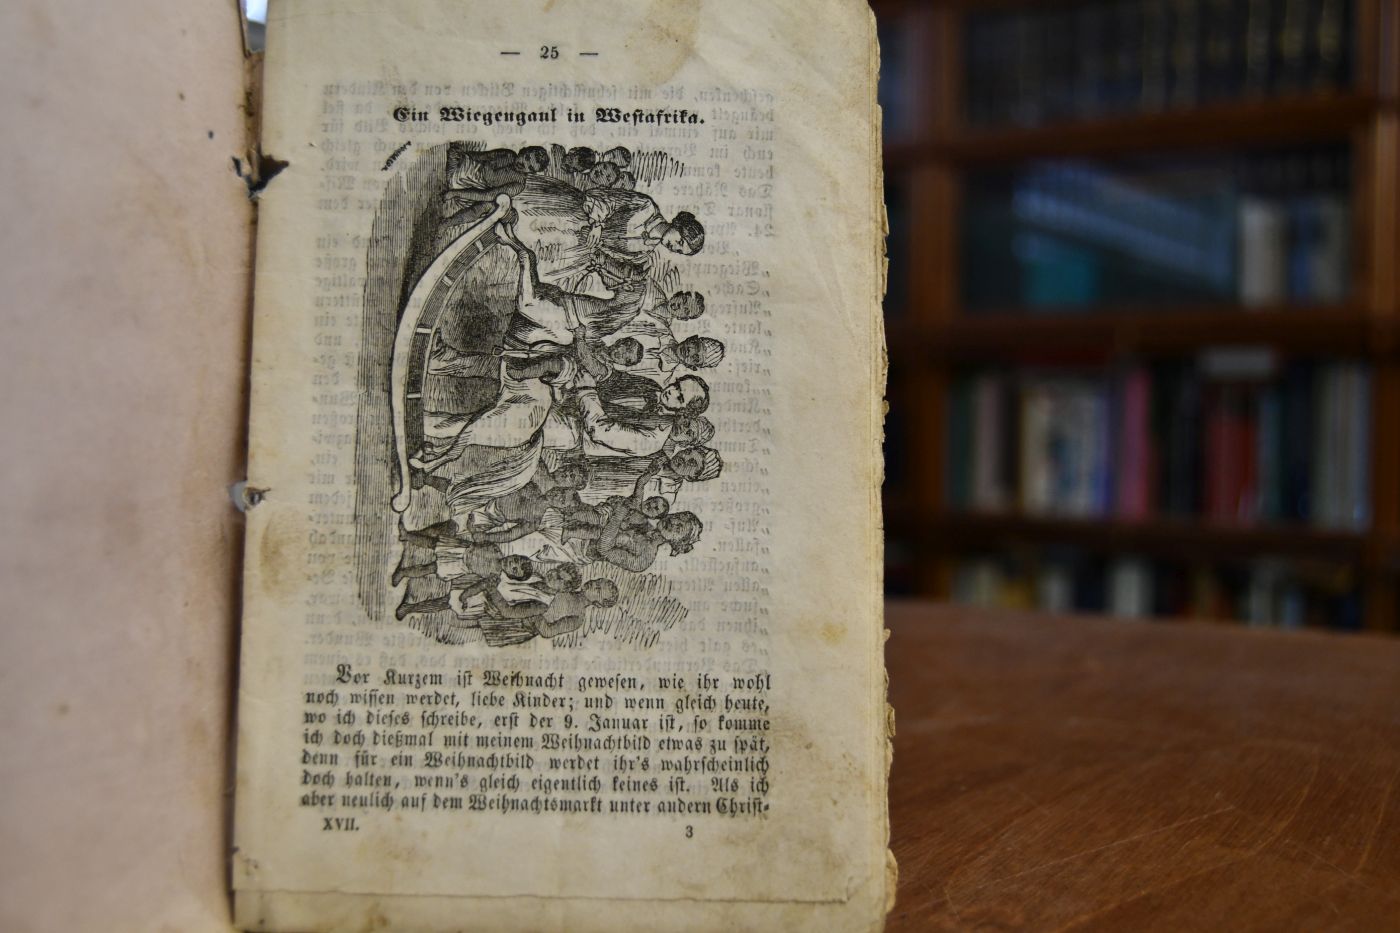 — 25 —
Ein Wiegengaul in Westafrika.
Vor Kurzem ist Weihnacht gewesen, wie ihr wohl
noch wissen werdet, liebe Kinder; und wenn gleich heute,
wo ich dieses schreibe, erst der 9. Januar ist, so komme
ich doch dießmal mit meinem Weihnachtbild etwas zu spät,
denn für ein Weihnachtbild werdet ihr's wahrscheinlich
doch halten, wenn's gleich eigentlich keines ist. Als ich
aber neulich auf dem Weihnachtsmarkt unter andern Christ-
XVII. 3